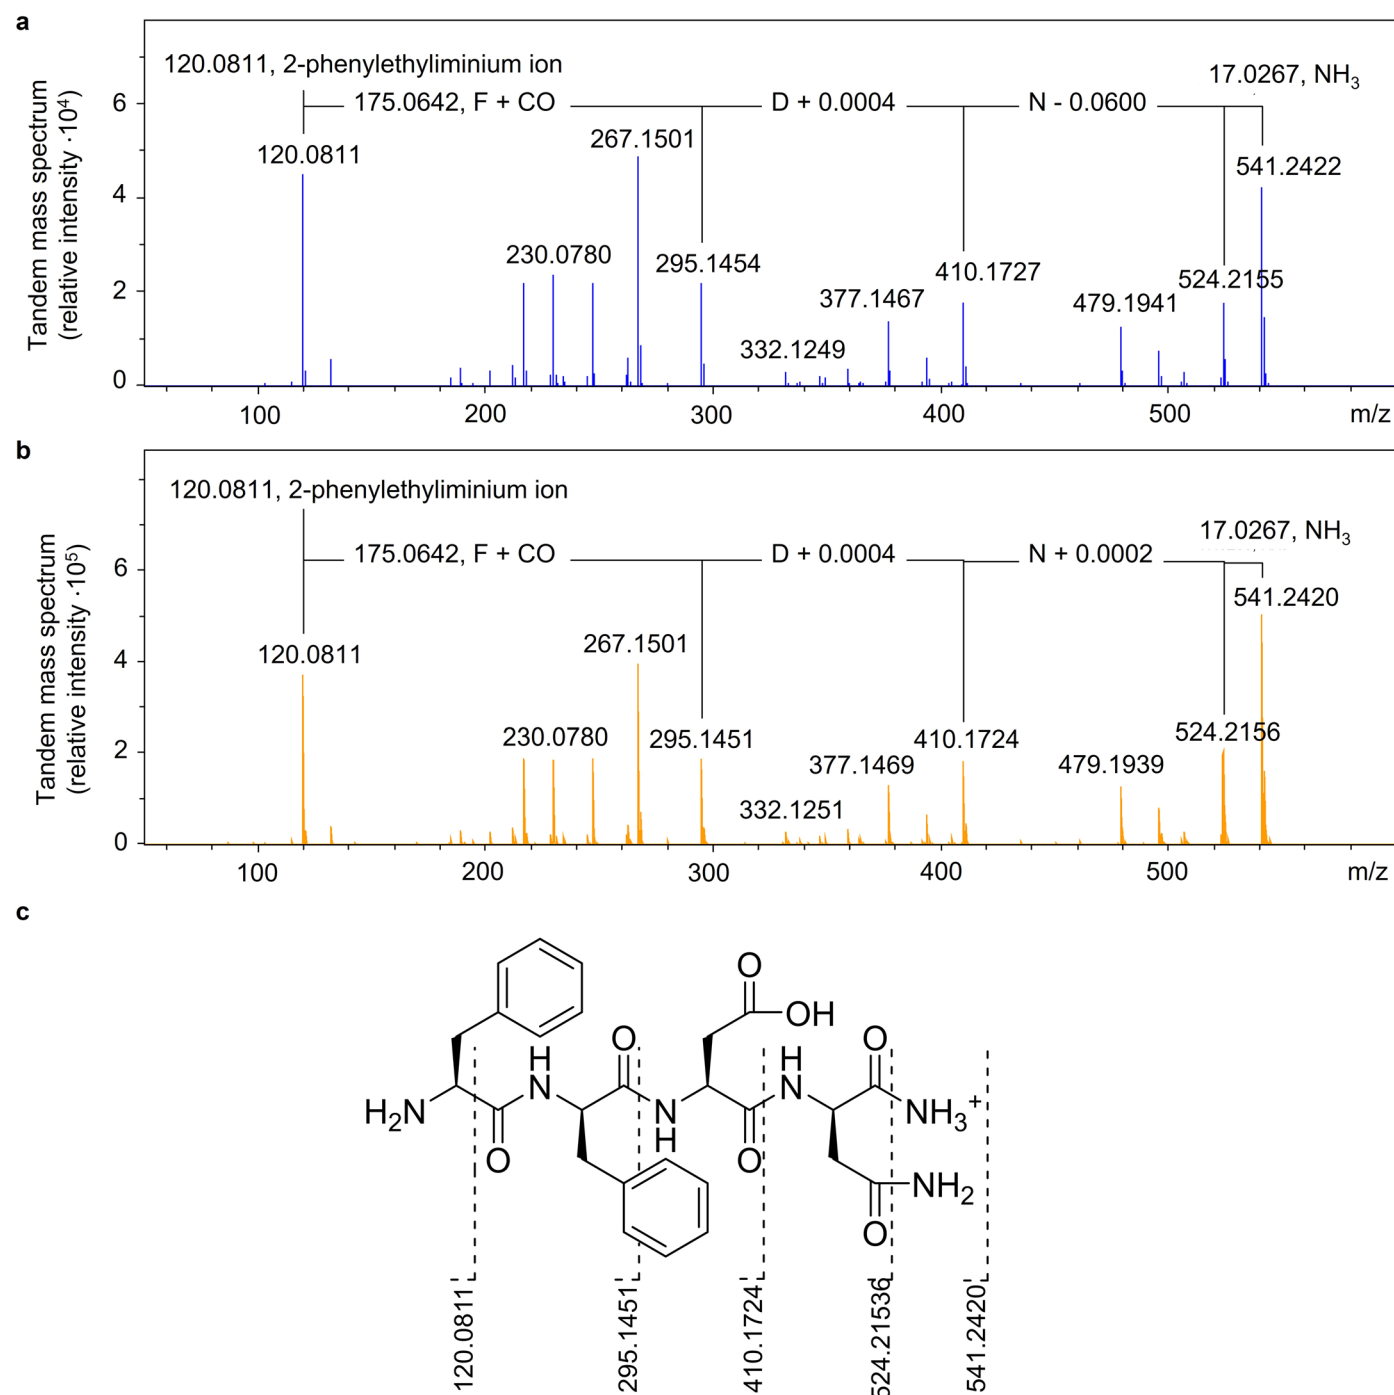 a
Tandem mass spectrum
(relative intensity ·10⁴)
120.0811, 2-phenylethyliminium ion
17.0267, NH₃
175.0642, F + CO
D + 0.0004
N - 0.0600
120.0811
267.1501
541.2422
230.0780
295.1454
410.1727
524.2155
377.1467
479.1941
332.1249
6
4
2
0
100
200
300
400
500
m/z
b
Tandem mass spectrum
(relative intensity ·10⁵)
120.0811, 2-phenylethyliminium ion
17.0267, NH₃
175.0642, F + CO
D + 0.0004
N + 0.0002
541.2420
120.0811
267.1501
230.0780
295.1451
410.1724
524.2156
377.1469
479.1939
332.1251
6
4
2
0
100
200
300
400
500
m/z
c
O
OH
H
N
O
H
N
O
H₂N
O
N
H
O
NH₃⁺
NH₂
O
120.0811
295.1451
410.1724
524.21536
541.2420